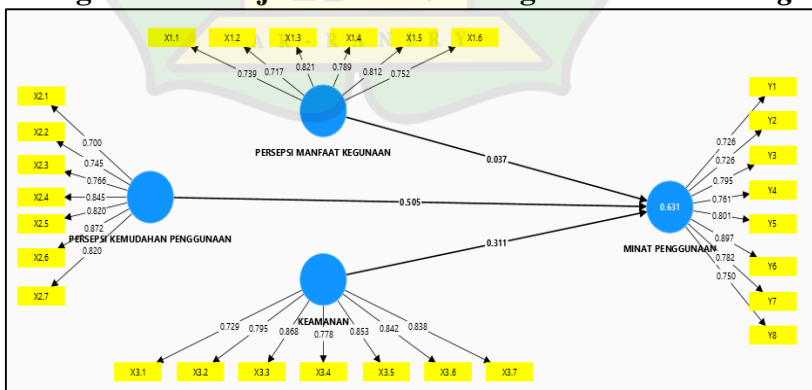 X1.1 X1.2 X1.3 X1.4 X1.5 X1.6
A R - R A N I R Y
0.739 0.717 0.821 0.789 0.812 0.752
PERSEPSI MANFAAT KEGUNAAN
0.037
X2.1
X2.2
X2.3
X2.4
X2.5
X2.6
X2.7
0.700
0.745
0.766
0.845
0.820
0.872
0.820
PERSEPSI KEMUDAHAN PENGGUNAAN
0.505
0.311
KEAMANAN
0.729 0.795 0.868 0.778 0.853 0.842 0.838
X3.1 X3.2 X3.3 X3.4 X3.5 X3.6 X3.7
0.631
MINAT PENGGUNAAN
0.726
0.726
0.795
0.761
0.801
0.897
0.782
0.750
Y1
Y2
Y3
Y4
Y5
Y6
Y7
Y8